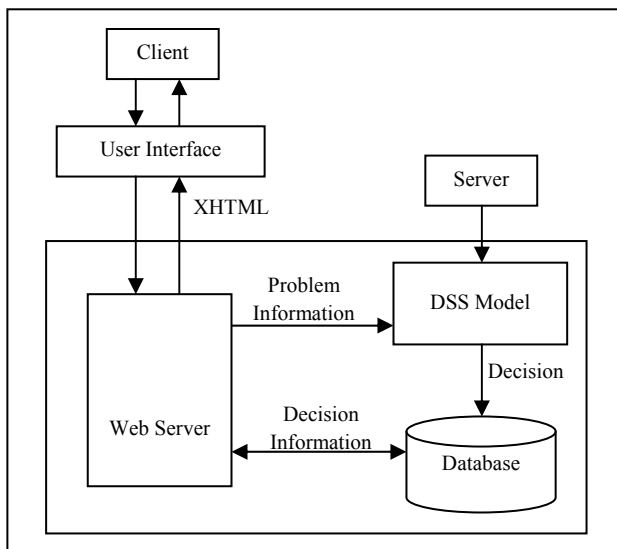 Client
User Interface
Server
XHTML
Problem
Information
DSS Model
Decision
Web Server
Decision
Information
Database